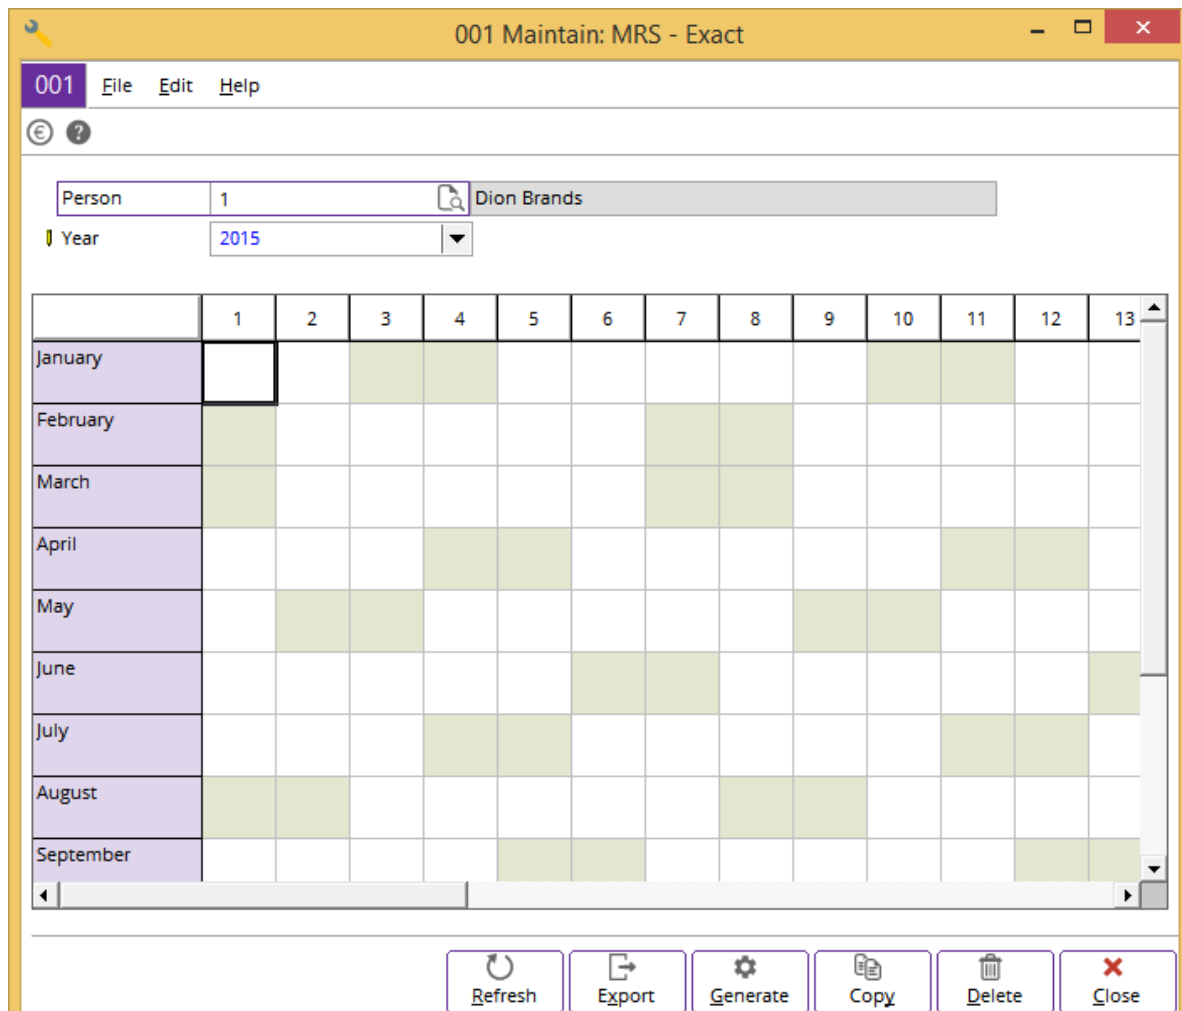 001 Maintain: MRS - Exact
001 File Edit Help
€ ?
Person 1 Dion Brands
Year 2015
1 2 3 4 5 6 7 8 9 10 11 12 13
January
February
March
April
May
June
July
August
September
Refresh Export Generate Copy Delete Close